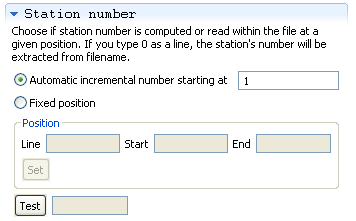 Station number
Choose if station number is computed or read within the file at a
given position. If you type 0 as a line, the station's number will be
extracted from filename.
Automatic incremental number starting at 1
Fixed position
Position
Line Start End
Set
Test